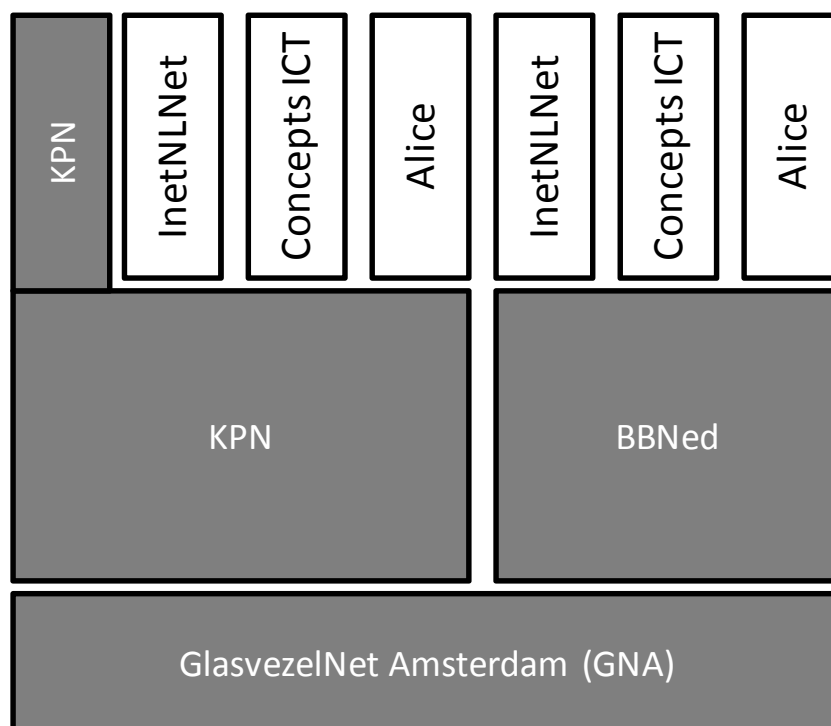 KPN
InetNLNet
Concepts ICT
Alice
InetNLNet
Concepts ICT
Alice
KPN
BBNed
GlasvezelNet Amsterdam (GNA)